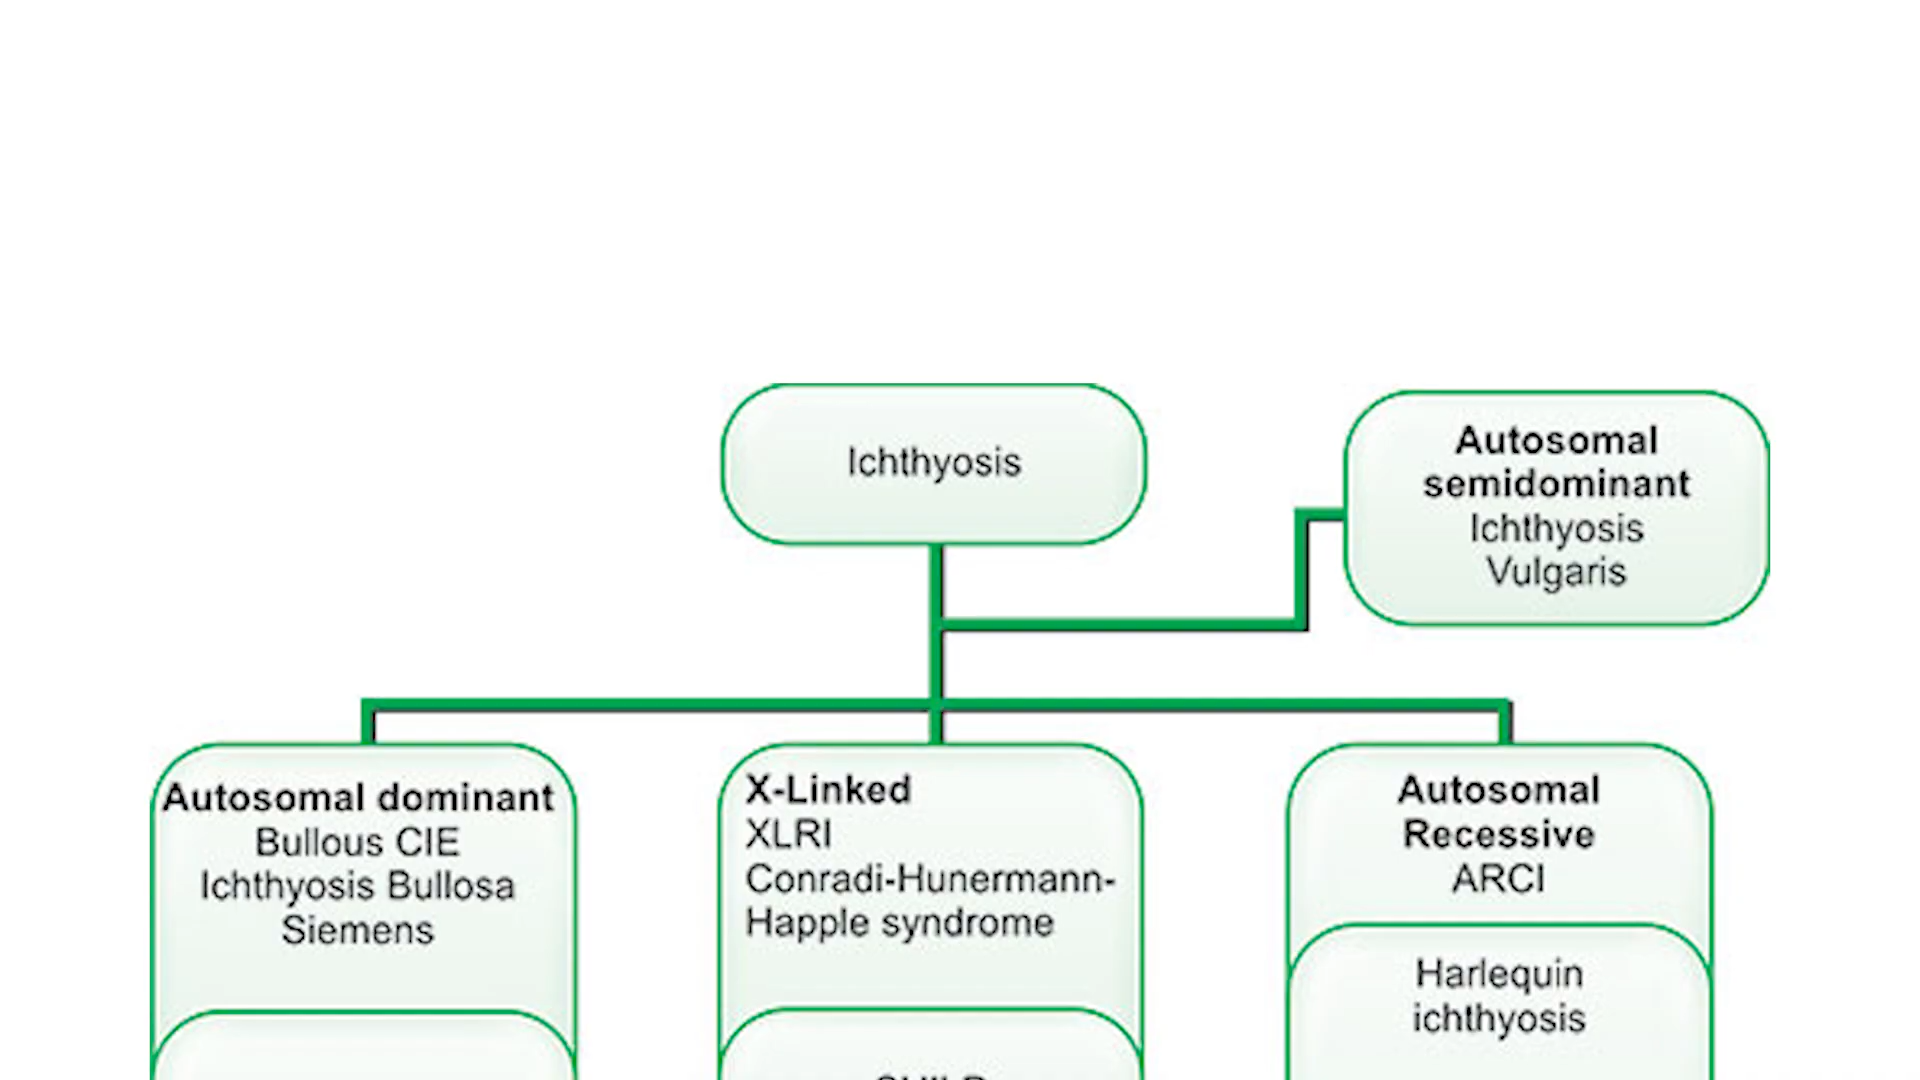 Ichthyosis
Autosomal
semidominant
Ichthyosis
Vulgaris
Autosomal dominant
Bullous CIE
Ichthyosis Bullosa
Siemens
X-Linked
XLRI
Conradi-Hunermann-
Happle syndrome
Autosomal
Recessive
ARCI
Harlequin
ichthyosis